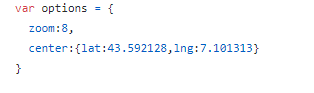 var options = {
zoom:8,
center:{lat:43.592128,lng:7.101313}
}